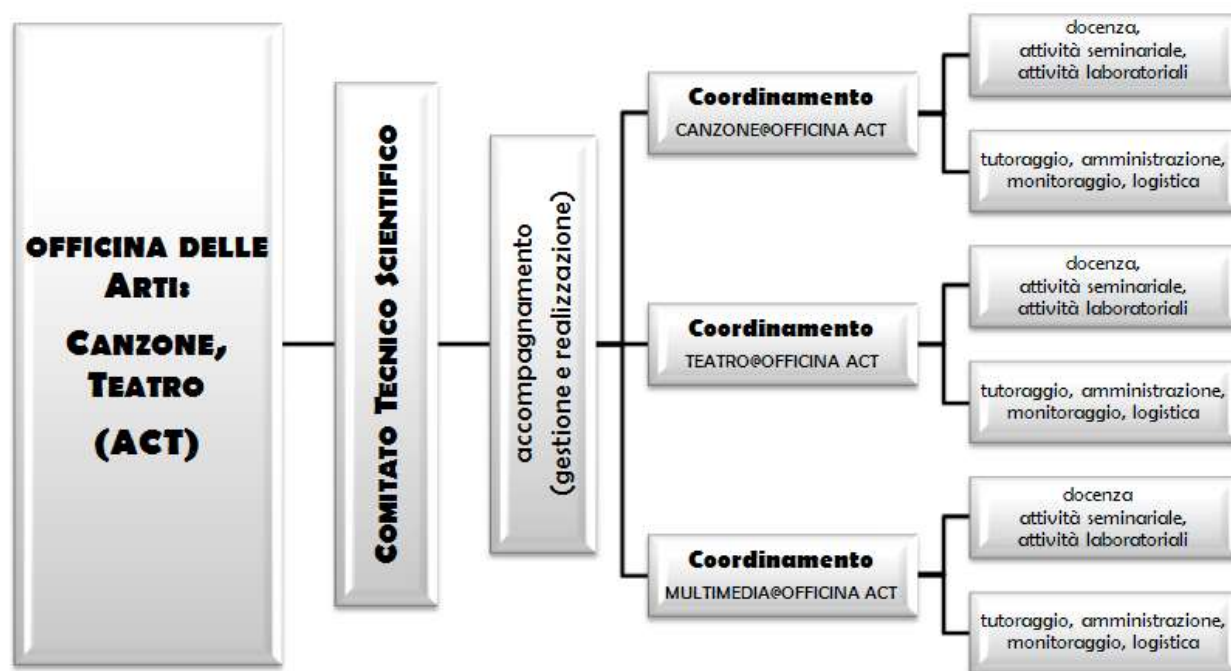 OFFICINA DELLE
ARTI:
CANZONE,
TEATRO
(ACT)
COMITATO TECNICO SCIENTIFICO
accompagnamento
(gestione e realizzazione)
Coordinamento
CANZONE@OFFICINA ACT
docenza,
attività seminariale,
attività laboratoriali
tutoraggio, amministrazione,
monitoraggio, logistica
Coordinamento
TEATRO@OFFICINA ACT
docenza,
attività seminariale,
attività laboratoriali
tutoraggio, amministrazione,
monitoraggio, logistica
Coordinamento
MULTIMEDIA@OFFICINA ACT
docenza
attività seminariale,
attività laboratoriali
tutoraggio, amministrazione,
monitoraggio, logistica